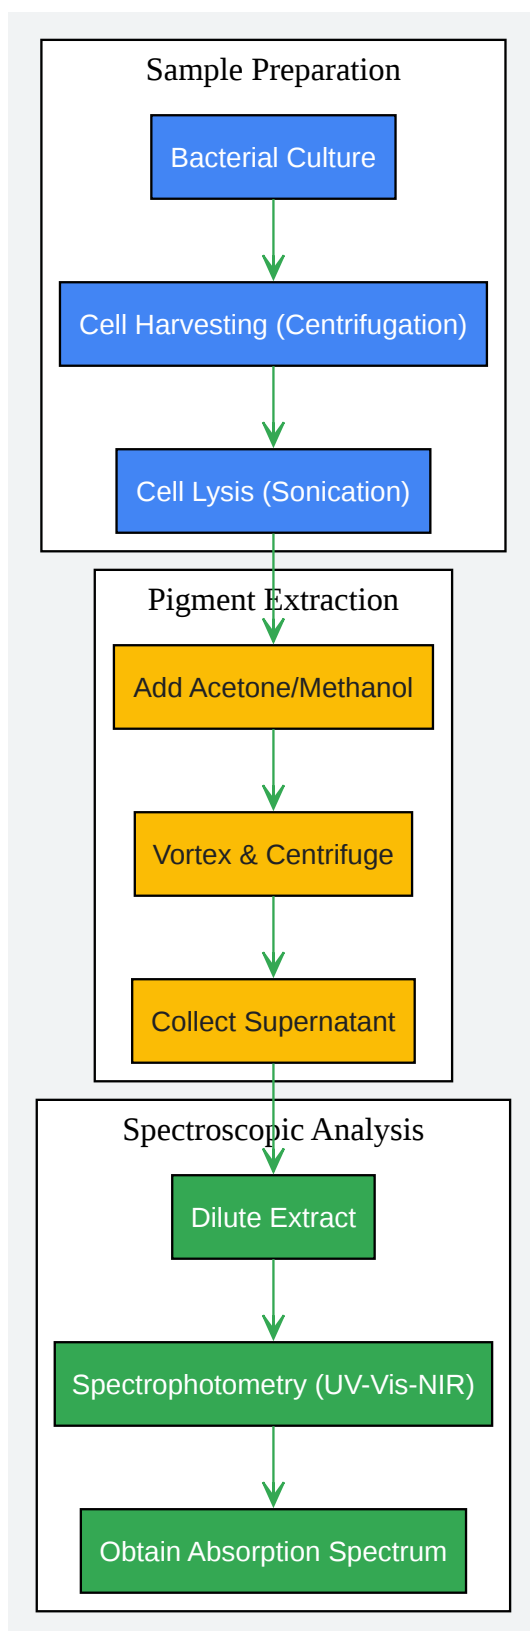 Sample Preparation
Bacterial Culture
Cell Harvesting (Centrifugation)
Cell Lysis (Sonication)
Pigment Extraction
Add Acetone/Methanol
Vortex & Centrifuge
Collect Supernatant
Spectroscopic Analysis
Dilute Extract
Spectrophotometry (UV-Vis-NIR)
Obtain Absorption Spectrum